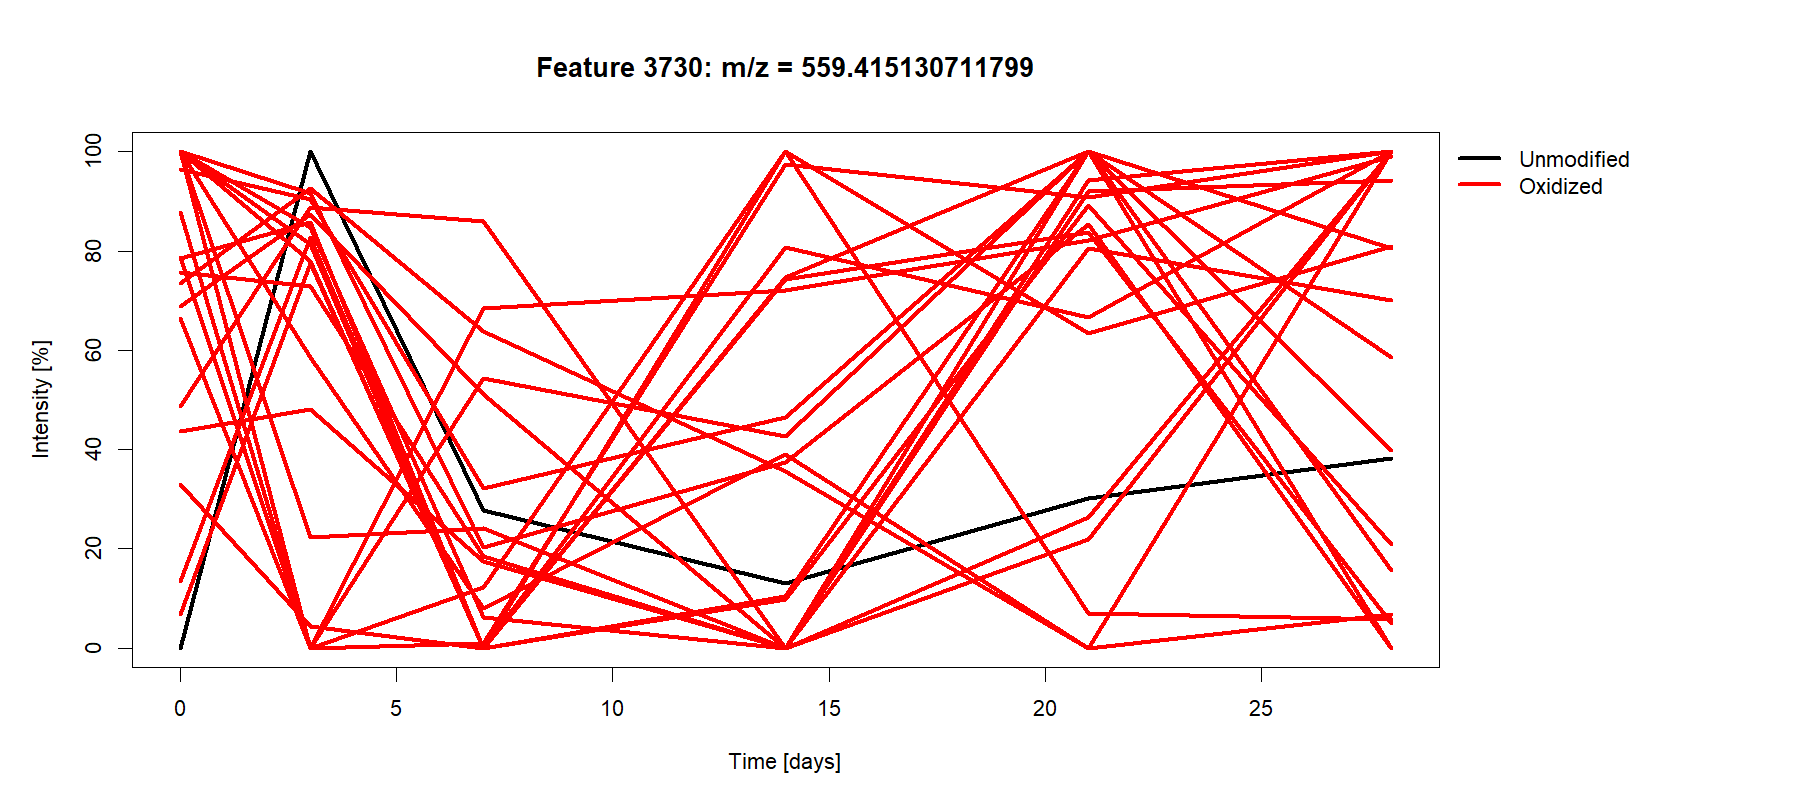 Feature 3730: m/z = 559.415130711799
Unmodified
Oxidized
Intensity [%]
100
80
60
40
20
0
0 5 10 15 20 25
Time [days]